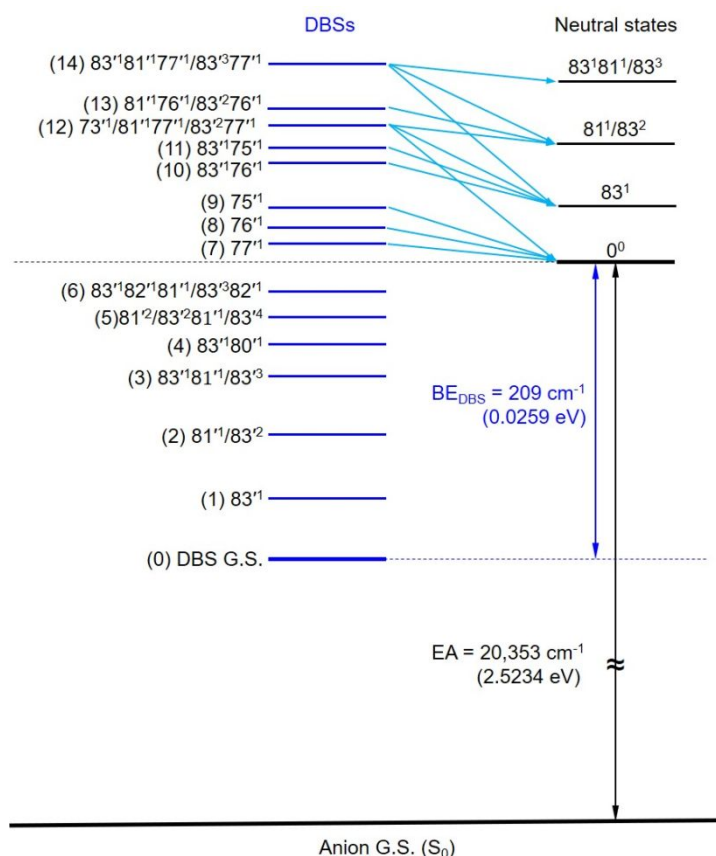 DBSs
Neutral states
(14) 83′¹81′¹77′¹/83′³77′¹
83¹81¹/83³
(13) 81′¹76′¹/83′²76′¹
(12) 73′¹/81′¹77′¹/83′²77′¹
81¹/83²
(11) 83′¹75′¹
(10) 83′¹76′¹
83¹
(9) 75′¹
(8) 76′¹
(7) 77′¹
0⁰
(6) 83′¹82′¹81′¹/83′³82′¹
(5)81′²/83′²81′¹/83′⁴
(4) 83′¹80′¹
(3) 83′¹81′¹/83′³
BE_DBS = 209 cm⁻¹
(0.0259 eV)
(2) 81′¹/83′²
(1) 83′¹
(0) DBS G.S.
EA = 20,353 cm⁻¹
(2.5234 eV)
≈
Anion G.S. (S₀)